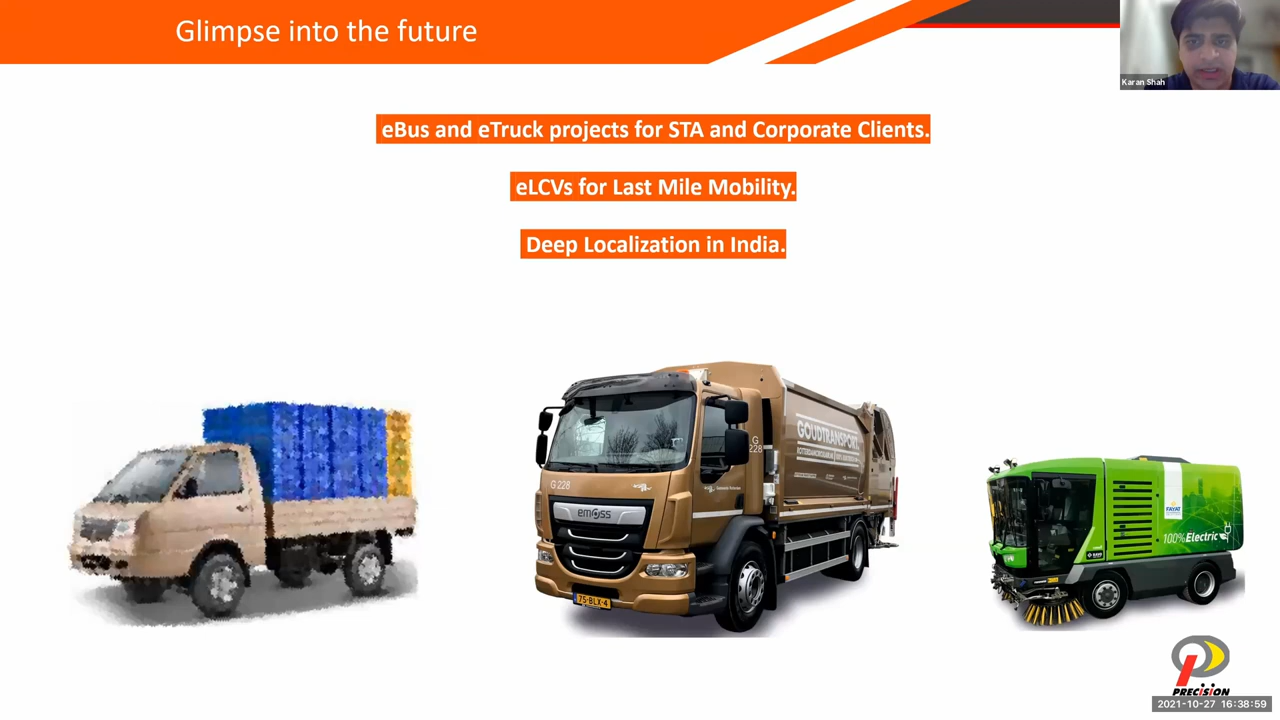 Glimpse into the future
Karan Shah
eBus and eTruck projects for STA and Corporate Clients.
eLCVs for Last Mile Mobility.
Deep Localization in India.
GOUDTRANSPORT.
G
228
G 228
emoss
75-BLX-4
FAYAT
100% Electric
PRECISION
2021-10-27 16:38:59